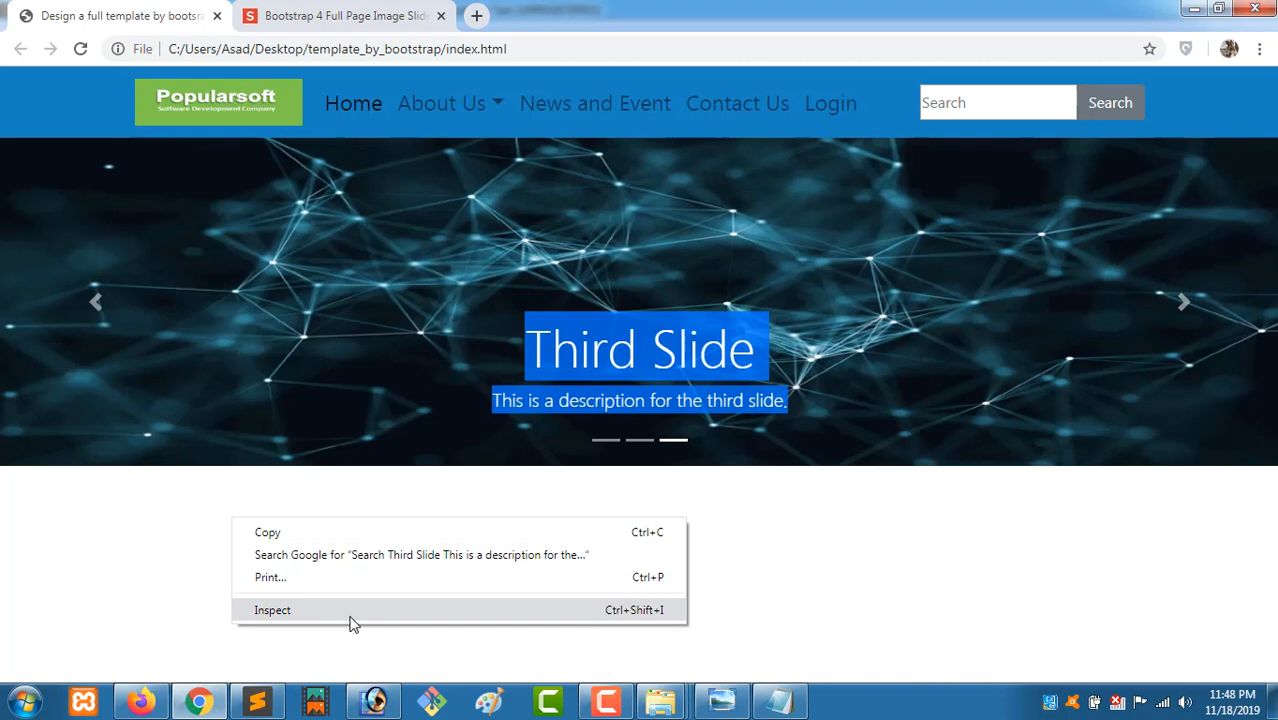 Design a full template by bootsra
Bootstrap 4 Full Page Image Slide
File
C:/Users/Asad/Desktop/template_by_bootstrap/index.html
Popularsoft
Software Development Company
Home
About Us
News and Event
Contact Us
Login
Search
Search
Third Slide
This is a description for the third slide.
Copy Ctrl+C
Search Google for “Search Third Slide This is a description for the...”
Print... Ctrl+P
Inspect Ctrl+Shift+I
11:48 PM
11/18/2019